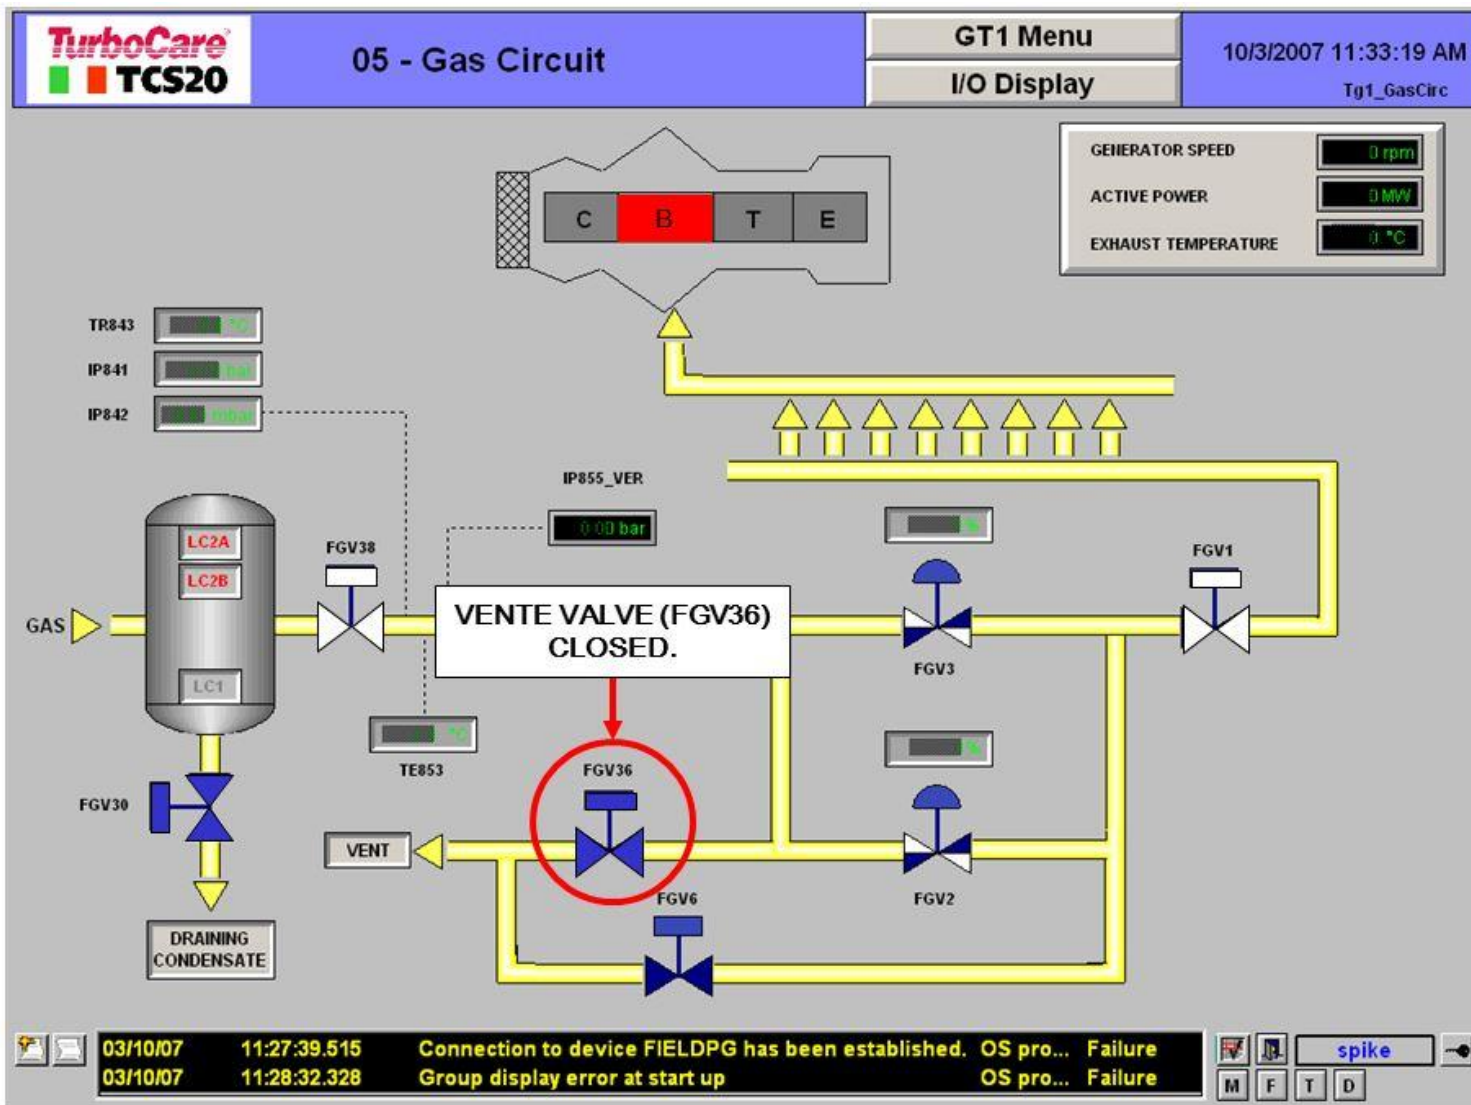 TurboCare
TCS20
05 - Gas Circuit
GT1 Menu
I/O Display
10/3/2007 11:33:19 AM
Tg1_GasCirc
GENERATOR SPEED
0 rpm
ACTIVE POWER
0 MW
EXHAUST TEMPERATURE
0 °C
C B T E
TR843
°C
IP841
bar
IP842
mbar
IP855_VER
0.00 bar
LC2A
LC2B
LC1
GAS
FGV38
VENTE VALVE (FGV36)
CLOSED.
%
FGV3
FGV1
°C
TE853
FGV36
%
FGV2
FGV30
VENT
FGV6
DRAINING
CONDENSATE
03/10/07 11:27:39.515 Connection to device FIELDPG has been established. OS pro... Failure
03/10/07 11:28:32.328 Group display error at start up OS pro... Failure
spike
M F T D